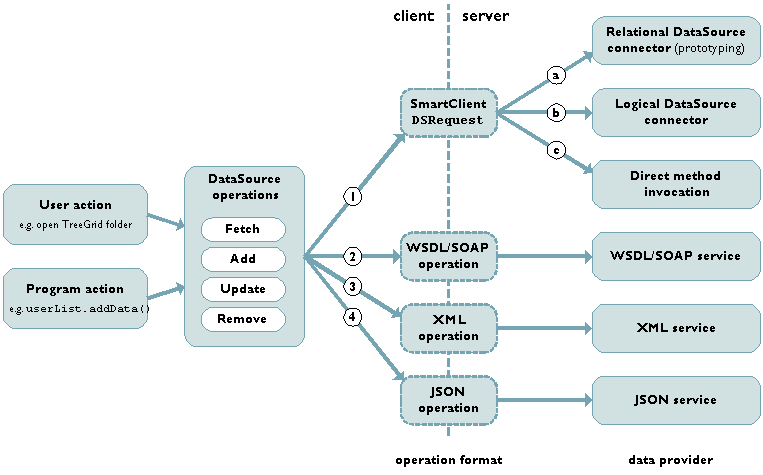 client
server
Relational DataSource
connector (prototyping)
a
SmartClient
DSRequest
b
Logical DataSource
connector
c
Direct method
invocation
DataSource
operations
1
User action
e.g. open TreeGrid folder
Fetch
Add
Update
Remove
2
WSDL/SOAP
operation
WSDL/SOAP service
Program action
e.g. userList.addData()
3
XML
operation
XML service
4
JSON
operation
JSON service
operation format
data provider